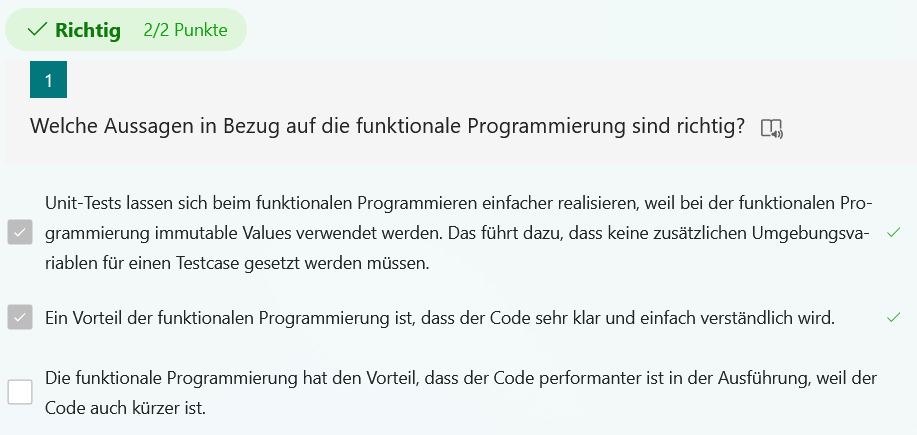 Richtig 2/2 Punkte
1
Welche Aussagen in Bezug auf die funktionale Programmierung sind richtig?
Unit-Tests lassen sich beim funktionalen Programmieren einfacher realisieren, weil bei der funktionalen Pro-
grammierung immutable Values verwendet werden. Das führt dazu, dass keine zusätzlichen Umgebungsva-
riablen für einen Testcase gesetzt werden müssen.
Ein Vorteil der funktionalen Programmierung ist, dass der Code sehr klar und einfach verständlich wird.
Die funktionale Programmierung hat den Vorteil, dass der Code performanter ist in der Ausführung, weil der
Code auch kürzer ist.